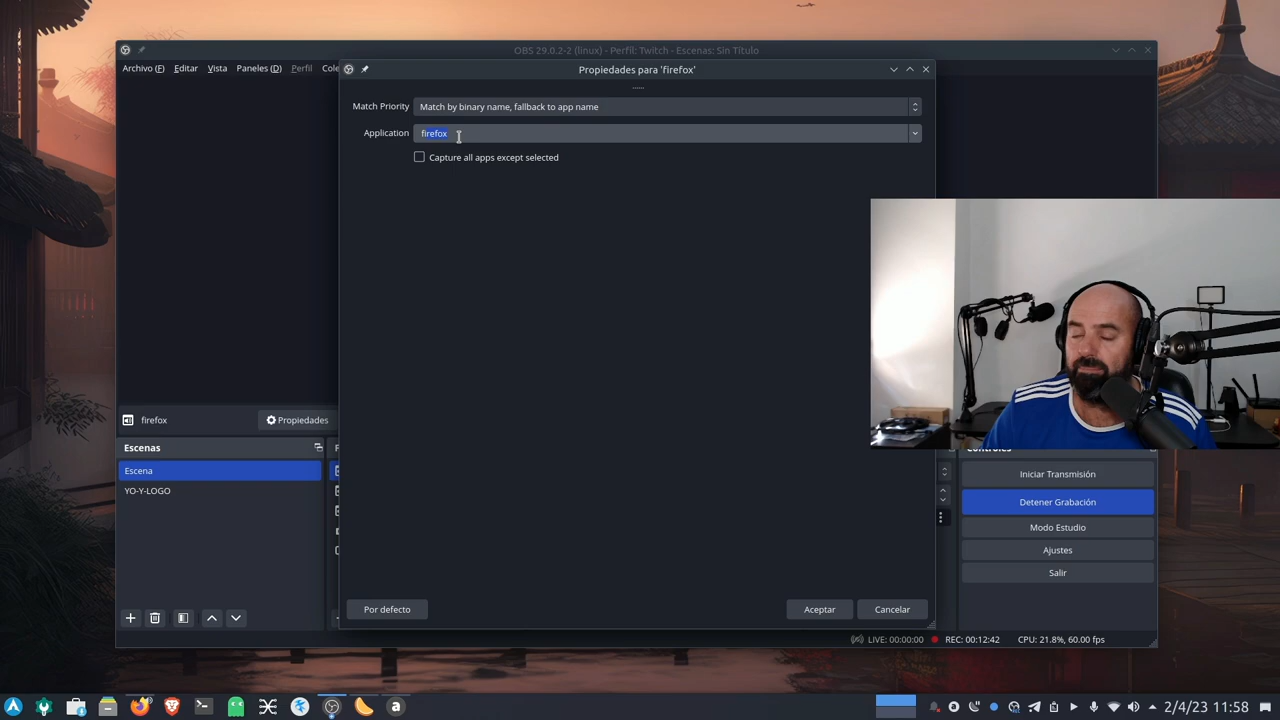 OBS 29.0.2-2 (linux) - Perfil: Twitch - Escenas: Sin Título
Archivo (F) Editar Vista Paneles (D) Perfil Cole
Propiedades para 'firefox'
Match Priority Match by binary name, fallback to app name
Application firefox
Capture all apps except selected
firefox Propiedades
Escenas
Escena
YO-Y-LOGO
Iniciar Transmisión
Detener Grabación
Modo Estudio
Ajustes
Salir
Por defecto Aceptar Cancelar
LIVE: 00:00:00 REC: 00:12:42 CPU: 21.8%, 60.00 fps
2/4/23 11:58